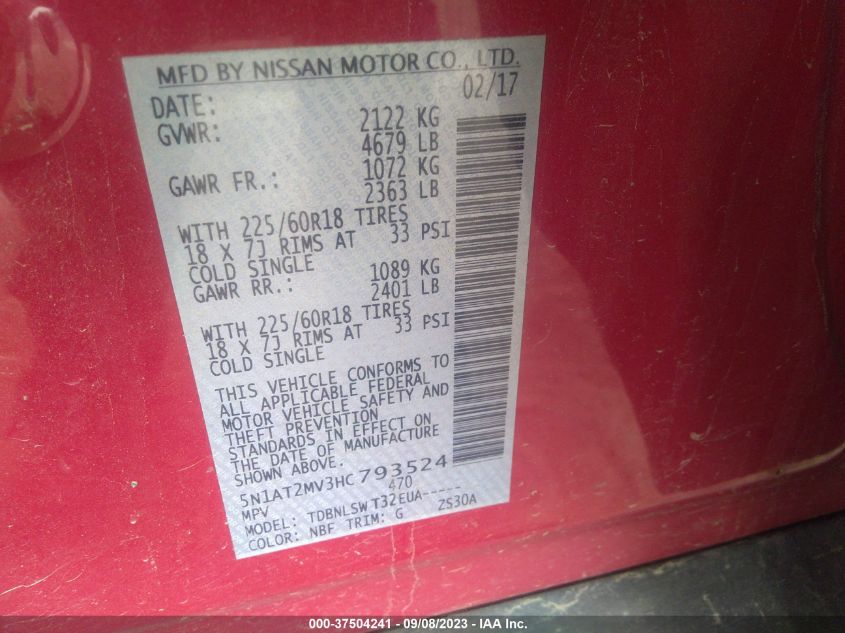 MFD BY NISSAN MOTOR CO., LTD.
DATE: 02/17
GVWR: 2122 KG
4679 LB
GAWR FR.: 1072 KG
2363 LB
WITH 225/60R18 TIRES
18 X 7J RIMS AT 33 PSI
COLD SINGLE
GAWR RR.: 1089 KG
2401 LB
WITH 225/60R18 TIRES
18 X 7J RIMS AT 33 PSI
COLD SINGLE
THIS VEHICLE CONFORMS TO
ALL APPLICABLE FEDERAL
MOTOR VEHICLE SAFETY AND
THEFT PREVENTION
STANDARDS IN EFFECT ON
THE DATE OF MANUFACTURE
SHOWN ABOVE.
5N1AT2MV3HC793524
MPV 470
MODEL: TDBNLSWT32EUA-----
COLOR: NBF TRIM: G ZS30A
000-37504241 - 09/08/2023 - IAA Inc.